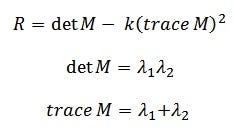 R = det M − k(trace M)²
det M = λ₁λ₂
trace M = λ₁+λ₂